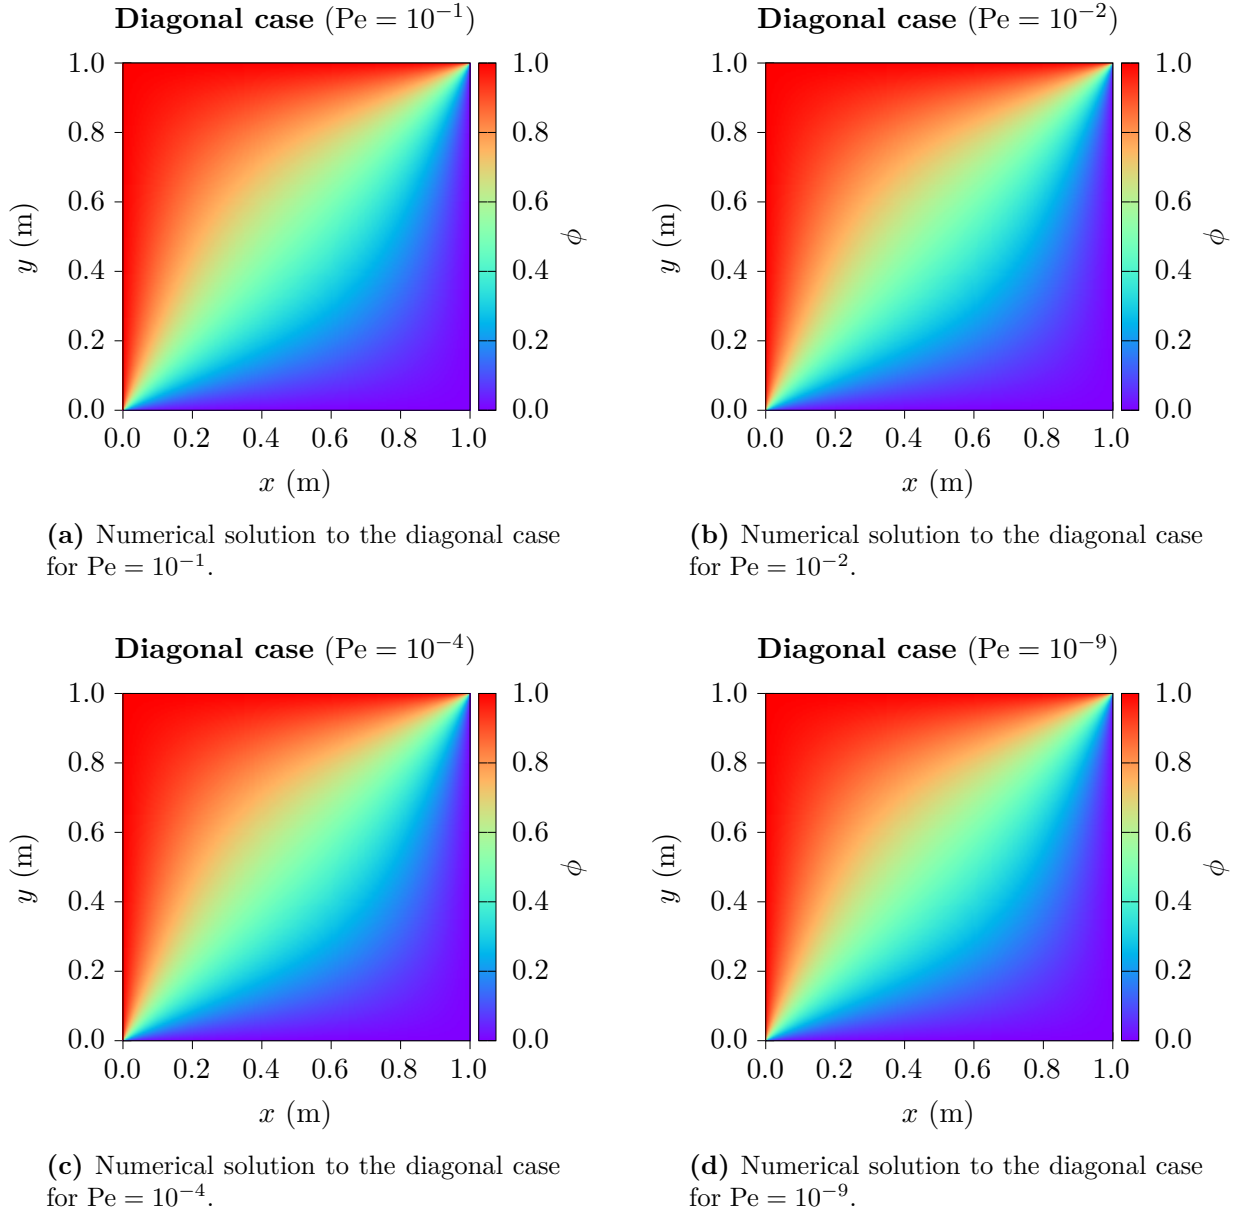 Diagonal case (Pe = 10⁻¹)
1.0
0.8
0.6
0.4
0.2
0.0
y (m)
0.0 0.2 0.4 0.6 0.8 1.0
x (m)
1.0
0.8
0.6
0.4
0.2
0.0
ϕ
(a) Numerical solution to the diagonal case
for Pe = 10⁻¹.
Diagonal case (Pe = 10⁻²)
1.0
0.8
0.6
0.4
0.2
0.0
y (m)
0.0 0.2 0.4 0.6 0.8 1.0
x (m)
1.0
0.8
0.6
0.4
0.2
0.0
ϕ
(b) Numerical solution to the diagonal case
for Pe = 10⁻².
Diagonal case (Pe = 10⁻⁴)
1.0
0.8
0.6
0.4
0.2
0.0
y (m)
0.0 0.2 0.4 0.6 0.8 1.0
x (m)
1.0
0.8
0.6
0.4
0.2
0.0
ϕ
(c) Numerical solution to the diagonal case
for Pe = 10⁻⁴.
Diagonal case (Pe = 10⁻⁹)
1.0
0.8
0.6
0.4
0.2
0.0
y (m)
0.0 0.2 0.4 0.6 0.8 1.0
x (m)
1.0
0.8
0.6
0.4
0.2
0.0
ϕ
(d) Numerical solution to the diagonal case
for Pe = 10⁻⁹.